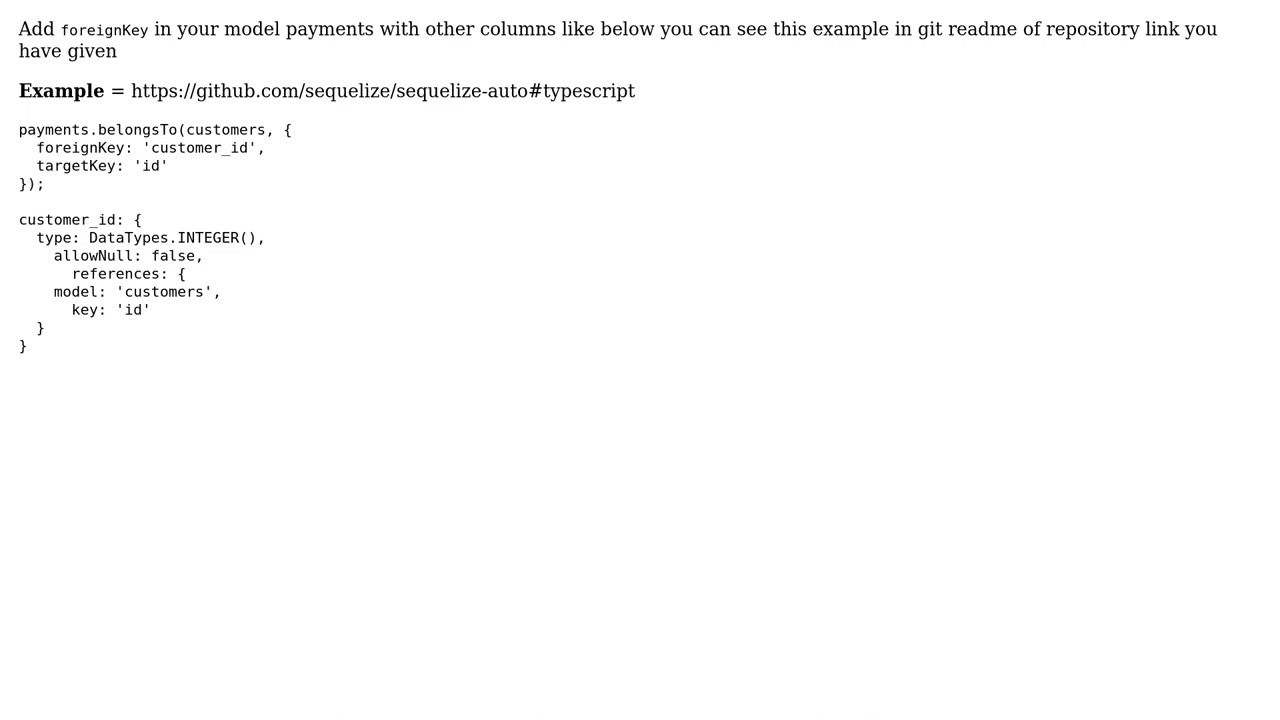 Add foreignKey in your model payments with other columns like below you can see this example in git readme of repository link you
have given
Example = https://github.com/sequelize/sequelize-auto#typescript
payments.belongsTo(customers, {
  foreignKey: 'customer_id',
  targetKey: 'id'
});

customer_id: {
  type: DataTypes.INTEGER(),
    allowNull: false,
      references: {
    model: 'customers',
      key: 'id'
  }
}